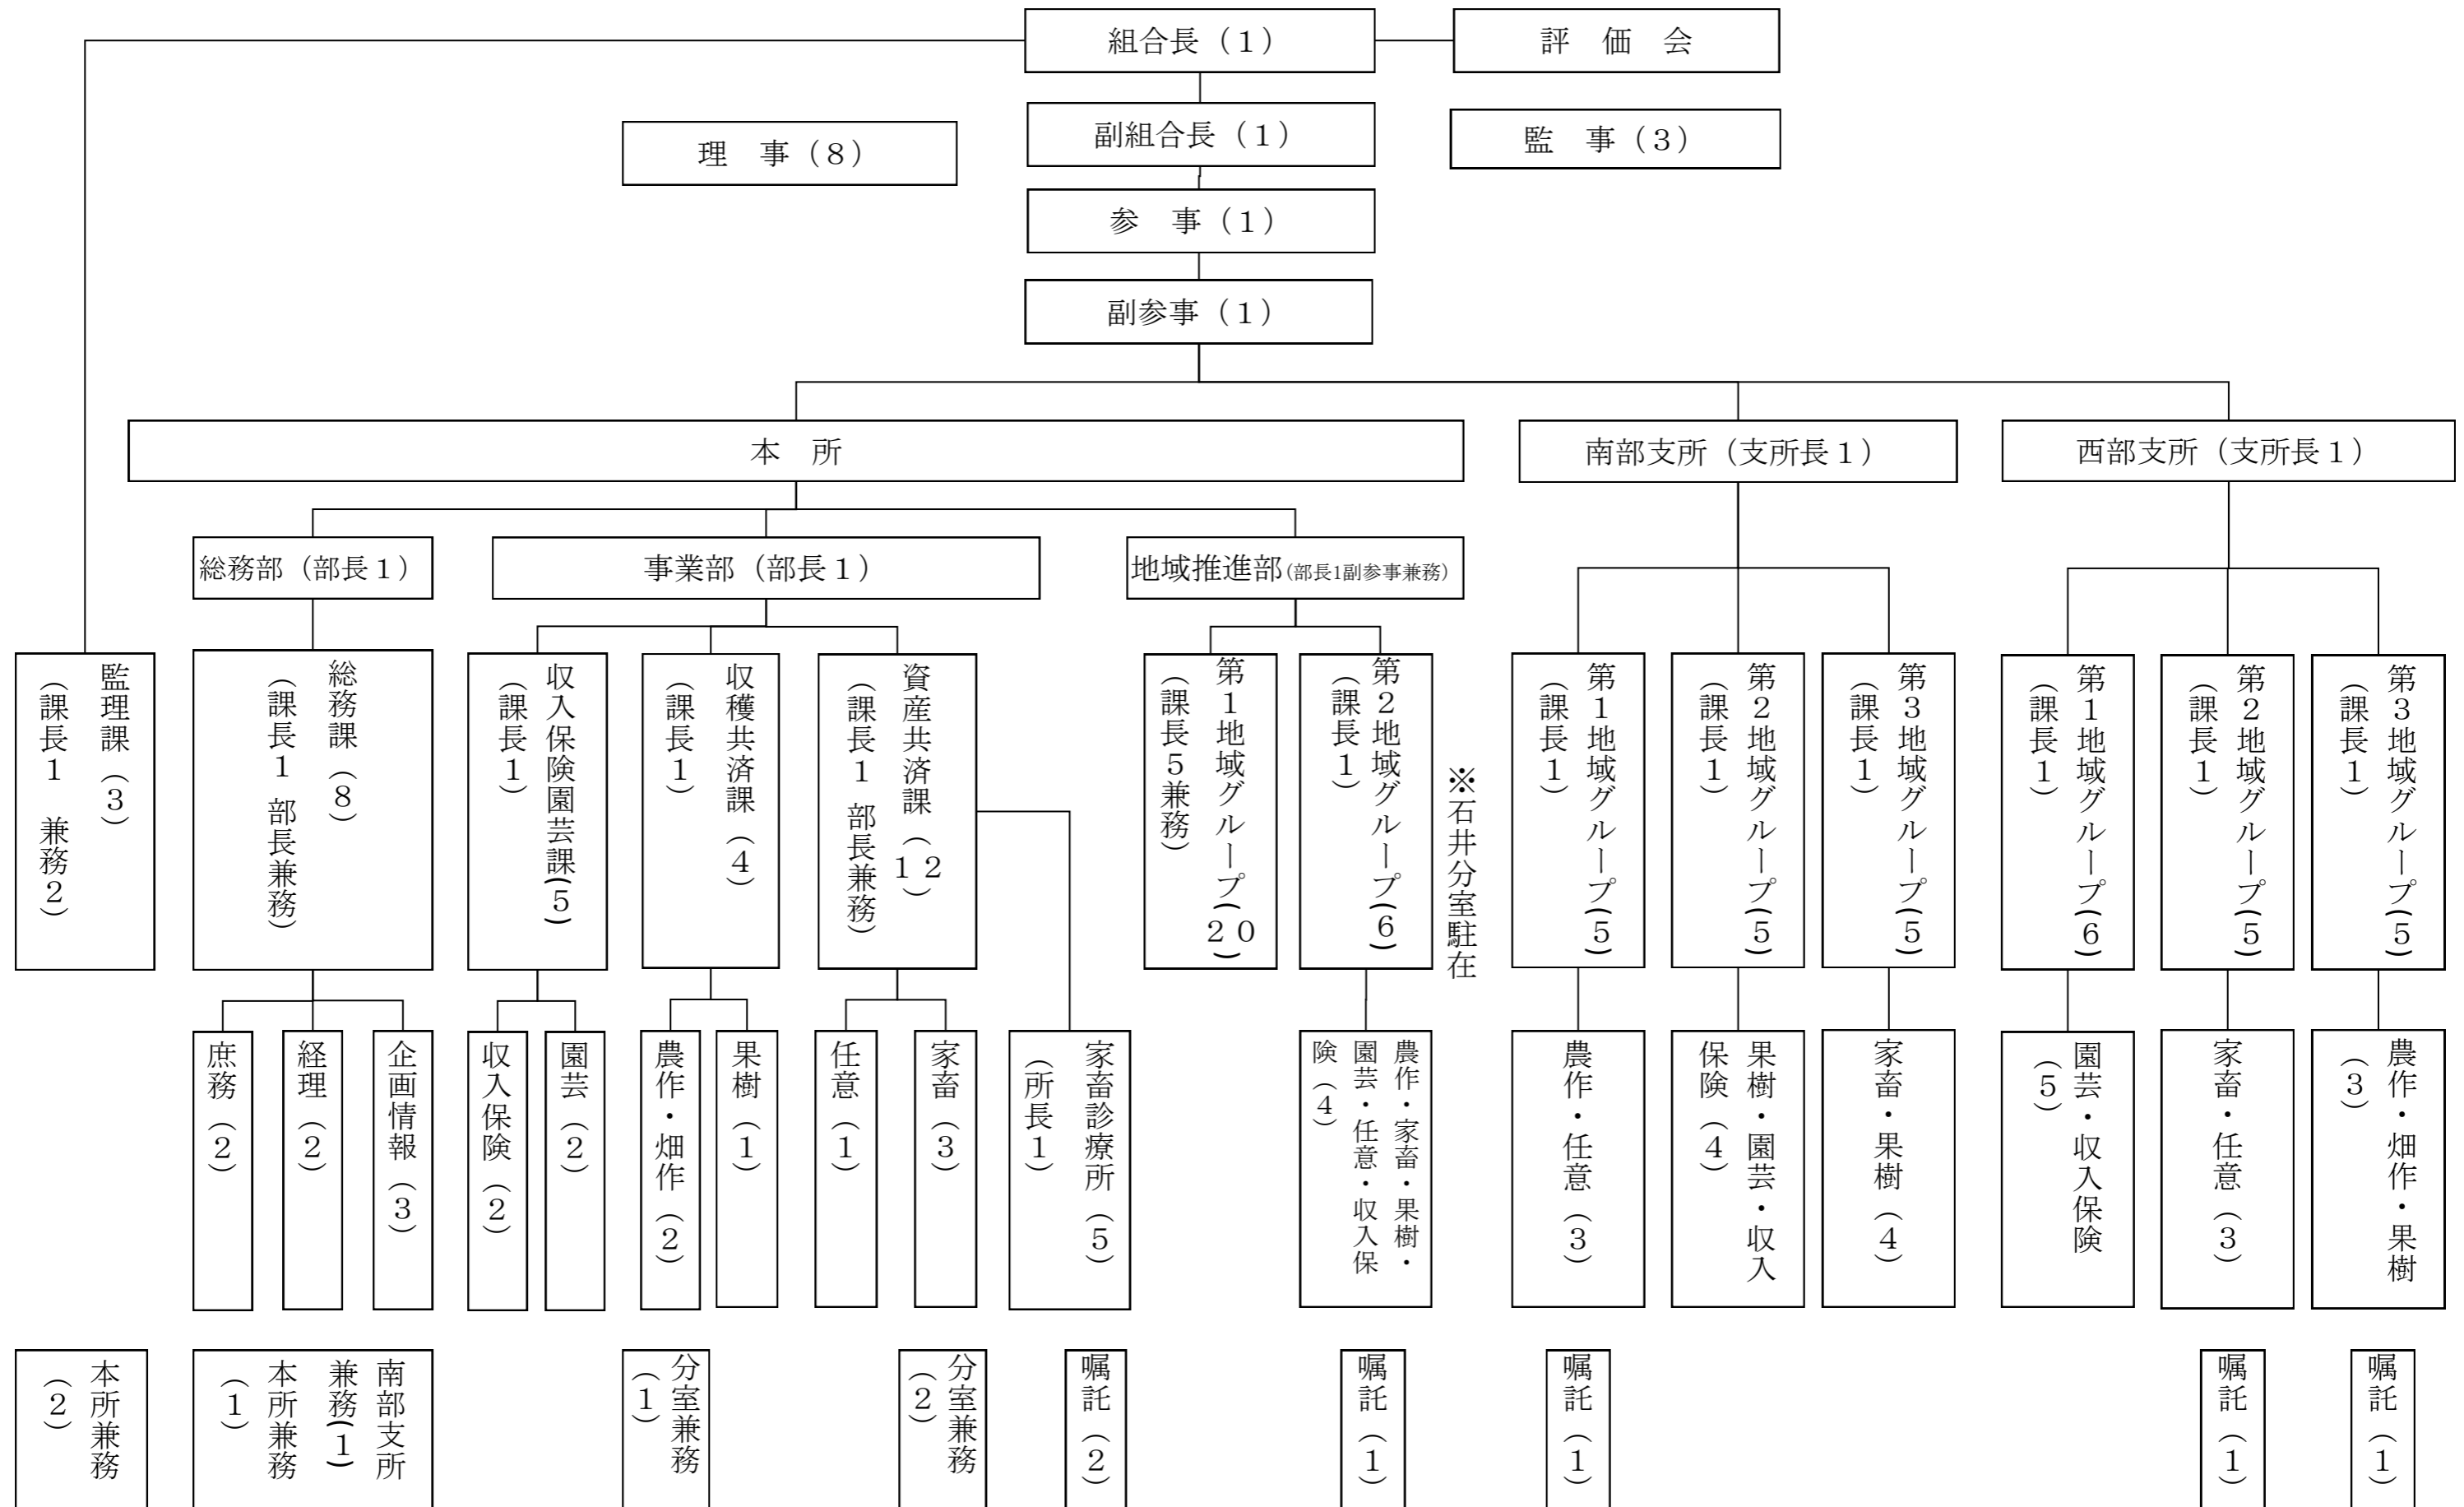 組合長（１）
評　価　会
副組合長（１）
理　事（８）
監　事（３）
参　事（１）
副参事（１）
本　所
南部支所（支所長１）
西部支所（支所長１）
総務部（部長１）
事業部（部長１）
地域推進部(部長1副参事兼務)
監理課（３）
（課長１　兼務２）
総務課（８）
（課長１ 部長兼務）
収入保険園芸課(５)
（課長１）
収穫共済課（４）
（課長１）
資産共済課（１２）
（課長１ 部長兼務）
第１地域グループ(２０)
（課長５兼務）
第２地域グループ(６)
（課長１）
※石井分室駐在
第１地域グループ(５)
（課長１）
第２地域グループ(５)
（課長１）
第３地域グループ(５)
（課長１）
第１地域グループ(６)
（課長１）
第２地域グループ(５)
（課長１）
第３地域グループ(５)
（課長１）
庶務（２）
経理（２）
企画情報（３）
収入保険（２）
園芸（２）
農作・畑作（２）
果樹（１）
任意（１）
家畜（３）
家畜診療所（５）
（所長１）
農作・家畜・果樹・
園芸・任意・収入保
険（４）
農作・任意（３）
果樹・園芸・収入
保険（４）
家畜・果樹（４）
園芸・収入保険
（５）
家畜・任意（３）
農作・畑作・果樹
（３）
本所兼務
（２）
南部支所
兼務(１)
本所兼務
（１）
分室兼務
（１）
分室兼務
（２）
嘱託（２）
嘱託（１）
嘱託（１）
嘱託（１）
嘱託（１）